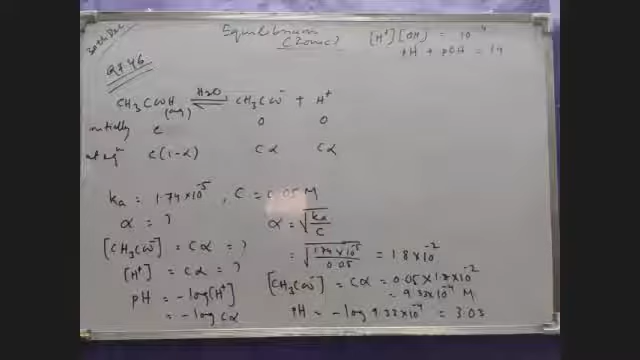 30th Dec
Equilibrium
(Ionic)
[H⁺][OH⁻] = 10⁻¹⁴
pH + pOH = 14
Q7.46
CH₃COOH (aq) ⇌ H₂O CH₃COO⁻ + H⁺
initially c 0 0
at eqᵐ c(1-α) Cα Cα
ka = 1.74×10⁻⁵, C = 0.05 M
α = ? α = √(ka/C)
[CH₃COO⁻] = Cα = ? = √(1.74×10⁻⁵/0.05) = 1.8×10⁻²
[H⁺] = Cα = ? [CH₃COO⁻] = Cα = 0.05×1.8×10⁻²
pH = -log[H⁺] = 9.33×10⁻⁴ M
= -log Cα pH = -log 9.33×10⁻⁴ = 3.03